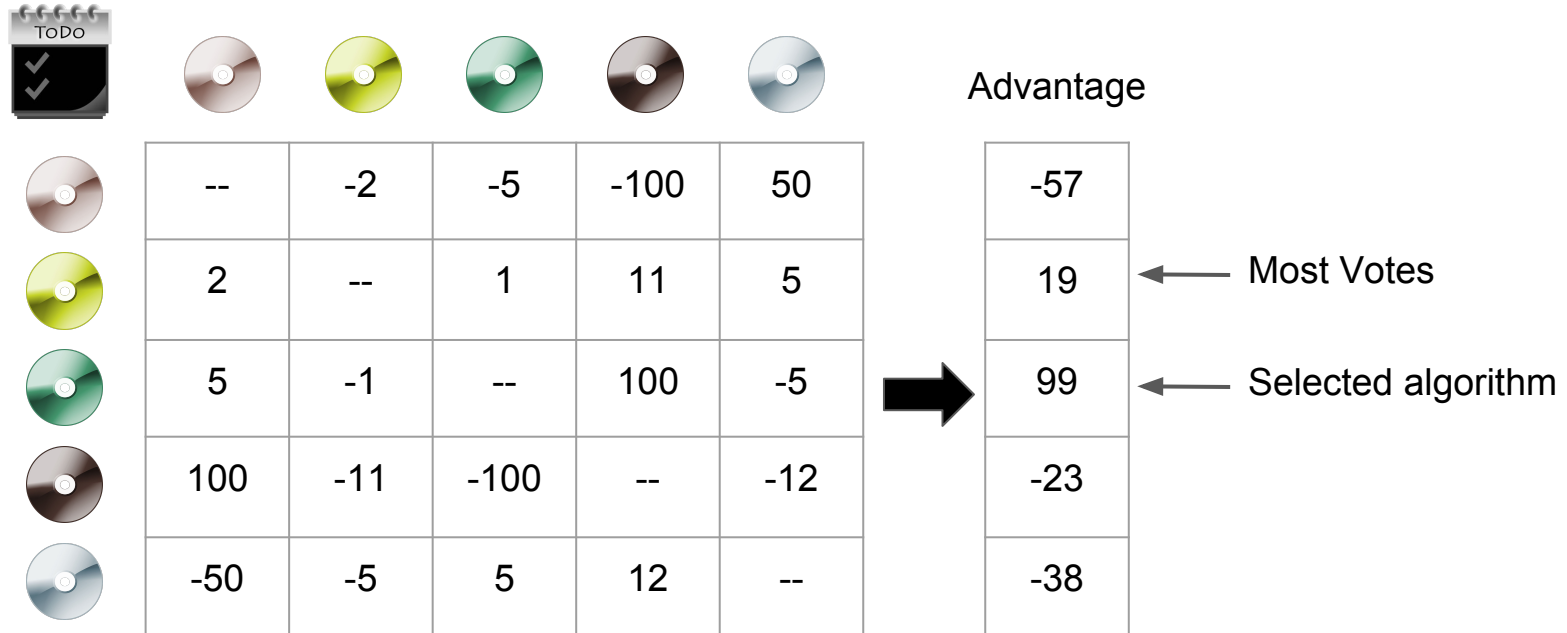 ToDo
Advantage
-- -2 -5 -100 50 -57
2 -- 1 11 5 19 Most Votes
5 -1 -- 100 -5 99 Selected algorithm
100 -11 -100 -- -12 -23
-50 -5 5 12 -- -38